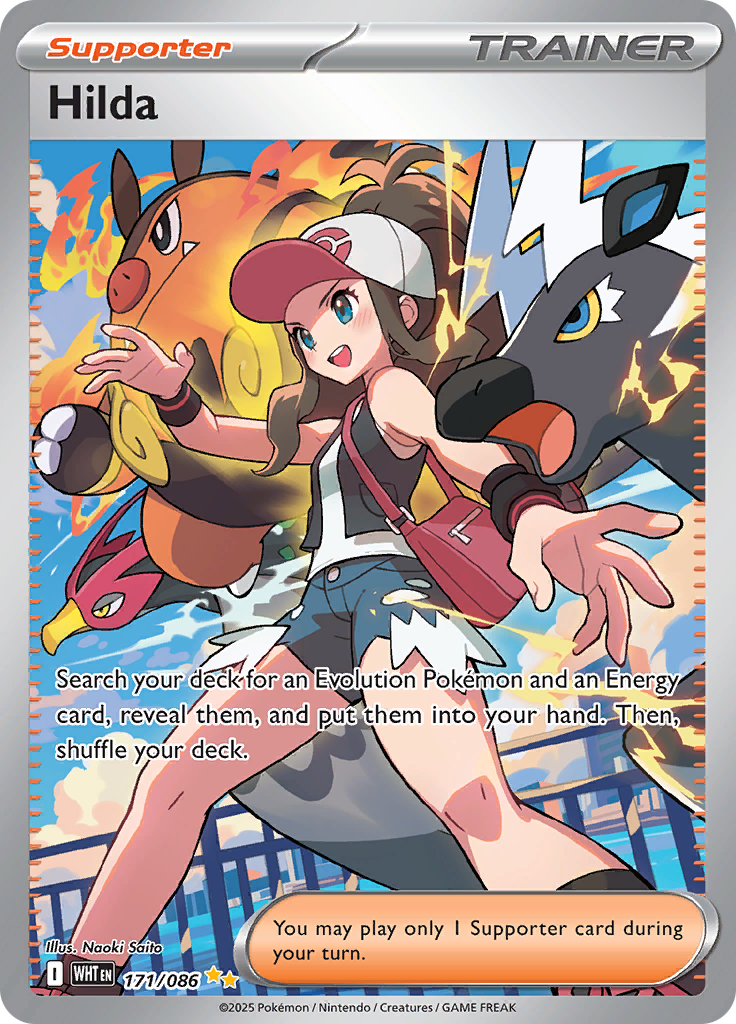 Supporter
TRAINER
Hilda
Search your deck for an Evolution Pokémon and an Energy
card, reveal them, and put them into your hand. Then,
shuffle your deck.
You may play only 1 Supporter card during
your turn.
Illus. Naoki Saito
I WHT EN 171/086
©2025 Pokémon / Nintendo / Creatures / GAME FREAK